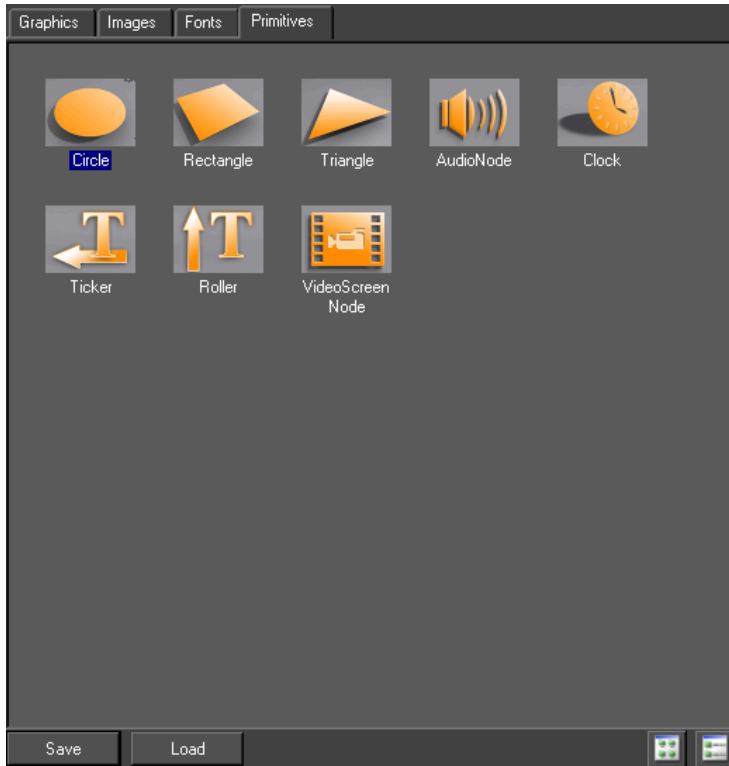 Graphics Images Fonts Primitives
Circle Rectangle Triangle AudioNode Clock
Ticker Roller VideoScreen
Node
Save Load